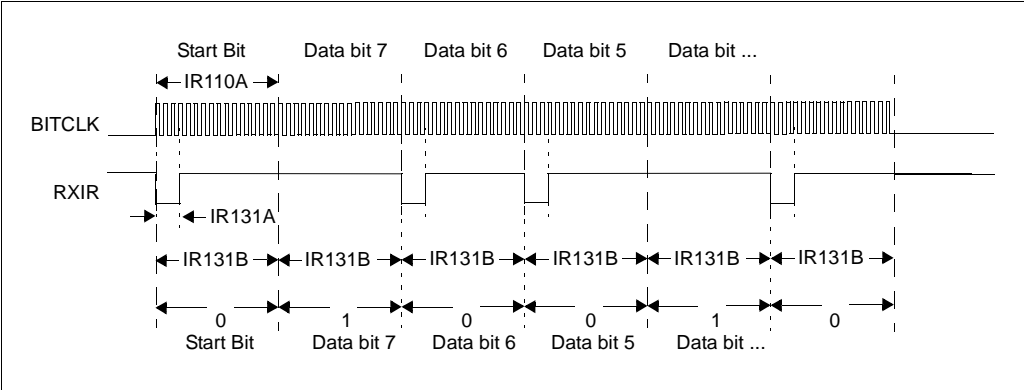 Start Bit Data bit 7 Data bit 6 Data bit 5 Data bit ...
IR110A
BITCLK
RXIR
IR131A
IR131B IR131B IR131B IR131B IR131B IR131B
0 1 0 0 1 0
Start Bit Data bit 7 Data bit 6 Data bit 5 Data bit ...